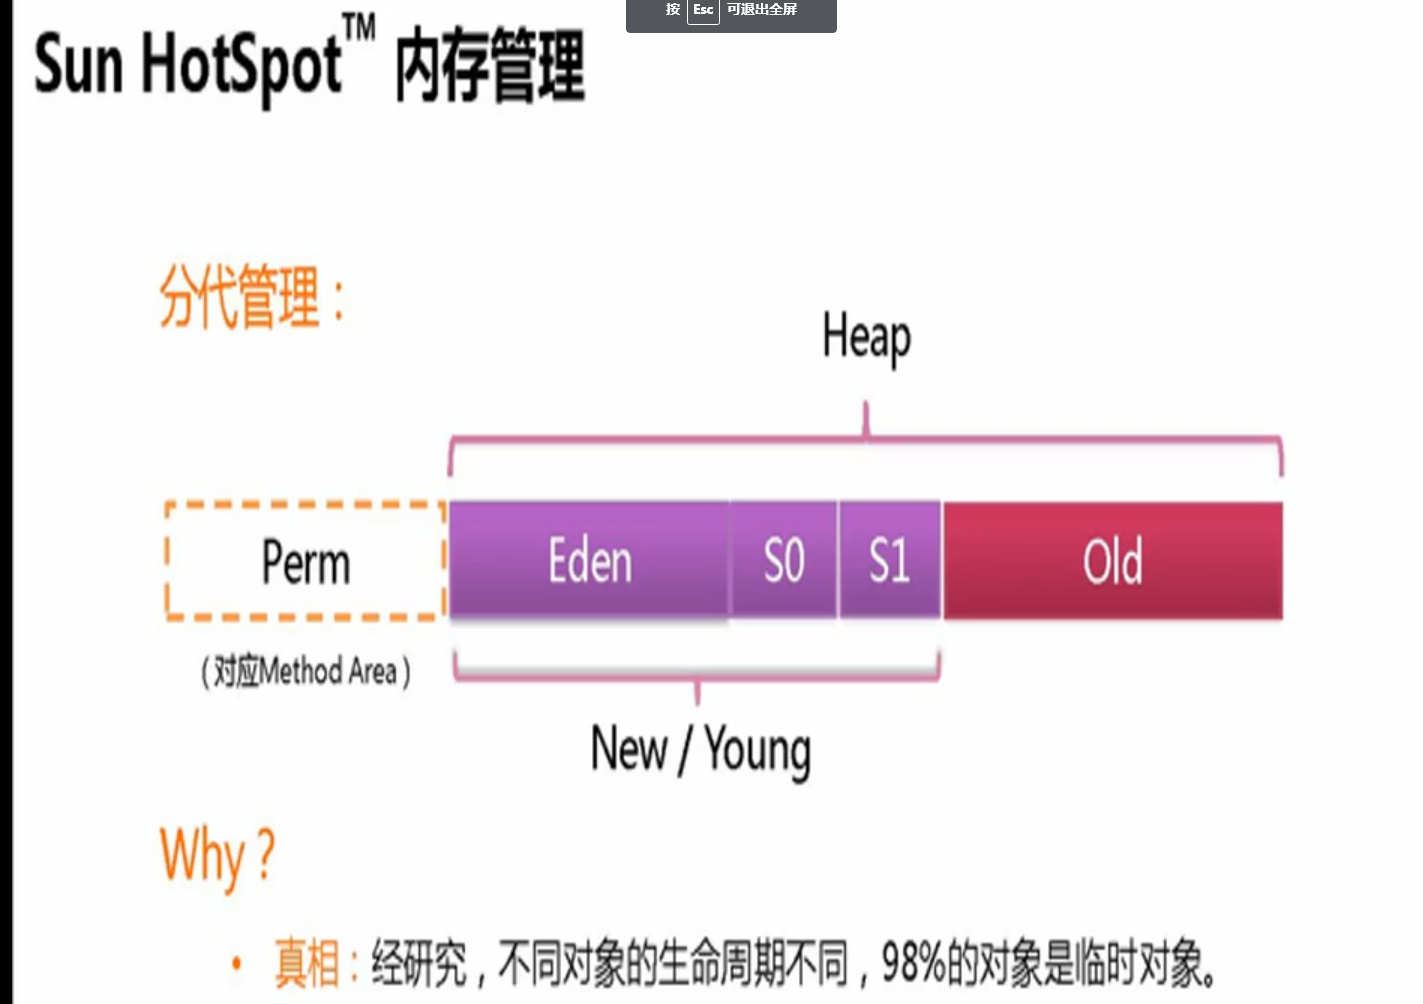 按 Esc 可退出全屏
Sun HotSpot™ 内存管理
分代管理：
Heap
Perm Eden S0 S1 Old
（对应Method Area）
New / Young
Why？
• 真相：经研究，不同对象的生命周期不同，98%的对象是临时对象。